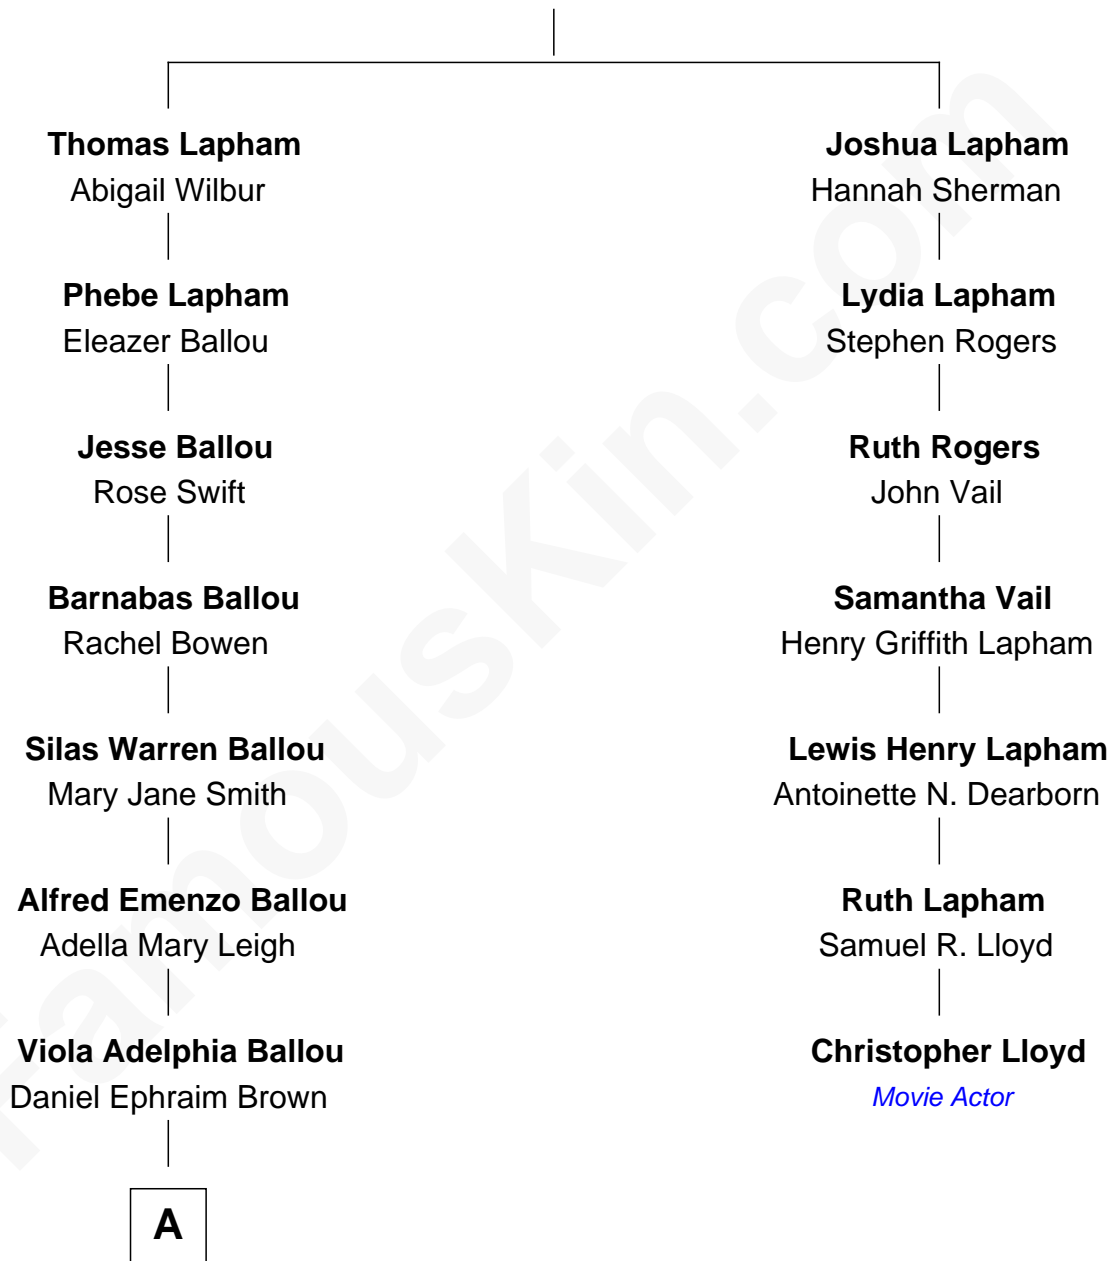 Thomas Lapham
Abigail Wilbur
Phebe Lapham
Eleazer Ballou
Jesse Ballou
Rose Swift
Barnabas Ballou
Rachel Bowen
Silas Warren Ballou
Mary Jane Smith
Alfred Emenzo Ballou
Adella Mary Leigh
Viola Adelphia Ballou
Daniel Ephraim Brown
A
Joshua Lapham
Hannah Sherman
Lydia Lapham
Stephen Rogers
Ruth Rogers
John Vail
Samantha Vail
Henry Griffith Lapham
Lewis Henry Lapham
Antoinette N. Dearborn
Ruth Lapham
Samuel R. Lloyd
Christopher Lloyd
Movie Actor
FamousKin.com